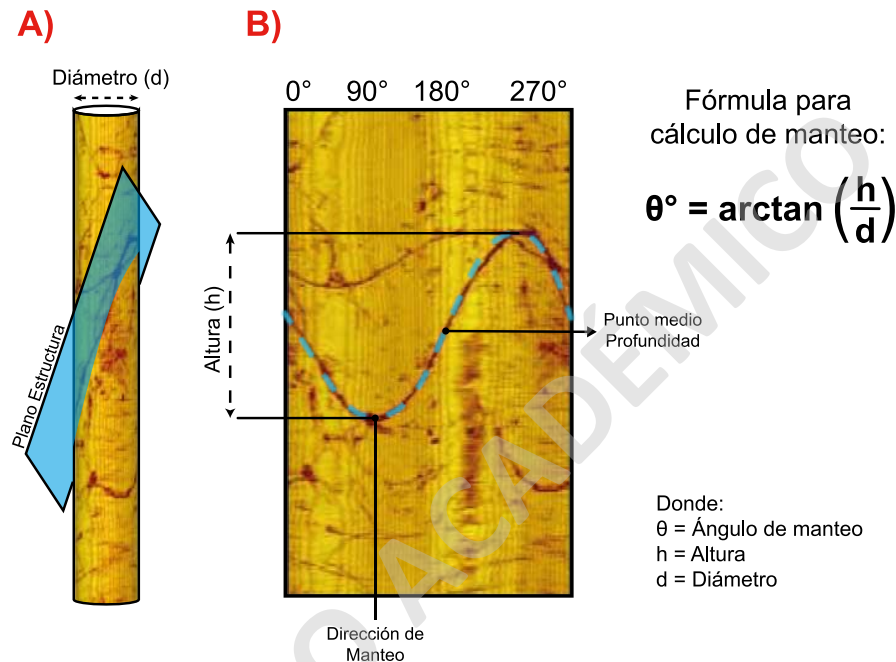 A)
B)
Diámetro (d)
0° 90° 180° 270°
Fórmula para
cálculo de manteo:
θ° = arctan (h/d)
Altura (h)
Plano Estructura
Punto medio
Profundidad
Donde:
θ = Ángulo de manteo
h = Altura
d = Diámetro
Dirección de
Manteo
O ACADÉMICO